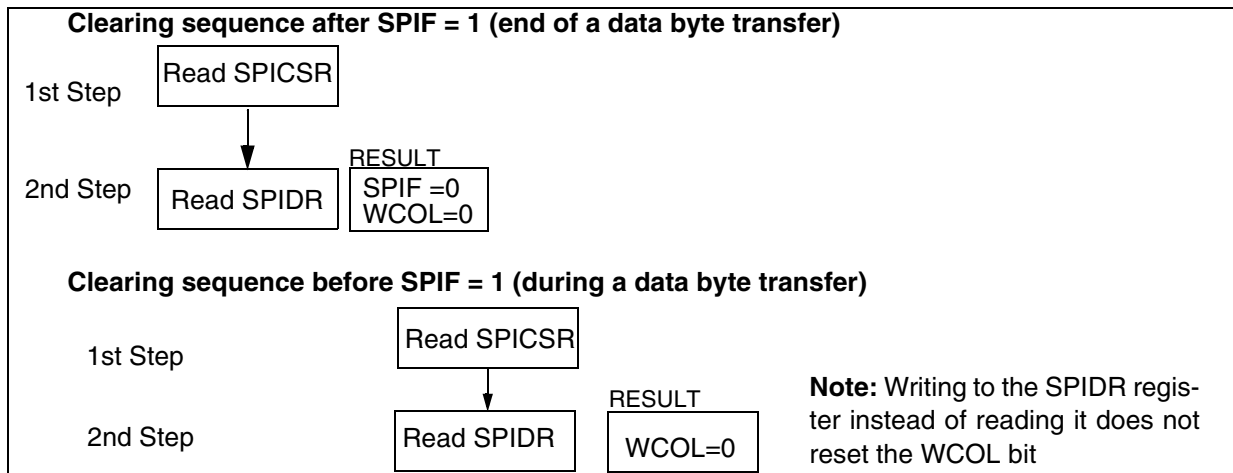 Clearing sequence after SPIF = 1 (end of a data byte transfer)
1st Step
Read SPICSR
RESULT
2nd Step
Read SPIDR
SPIF =0
WCOL=0
Clearing sequence before SPIF = 1 (during a data byte transfer)
1st Step
Read SPICSR
RESULT
2nd Step
Read SPIDR
WCOL=0
Note: Writing to the SPIDR regis-
ter instead of reading it does not
reset the WCOL bit